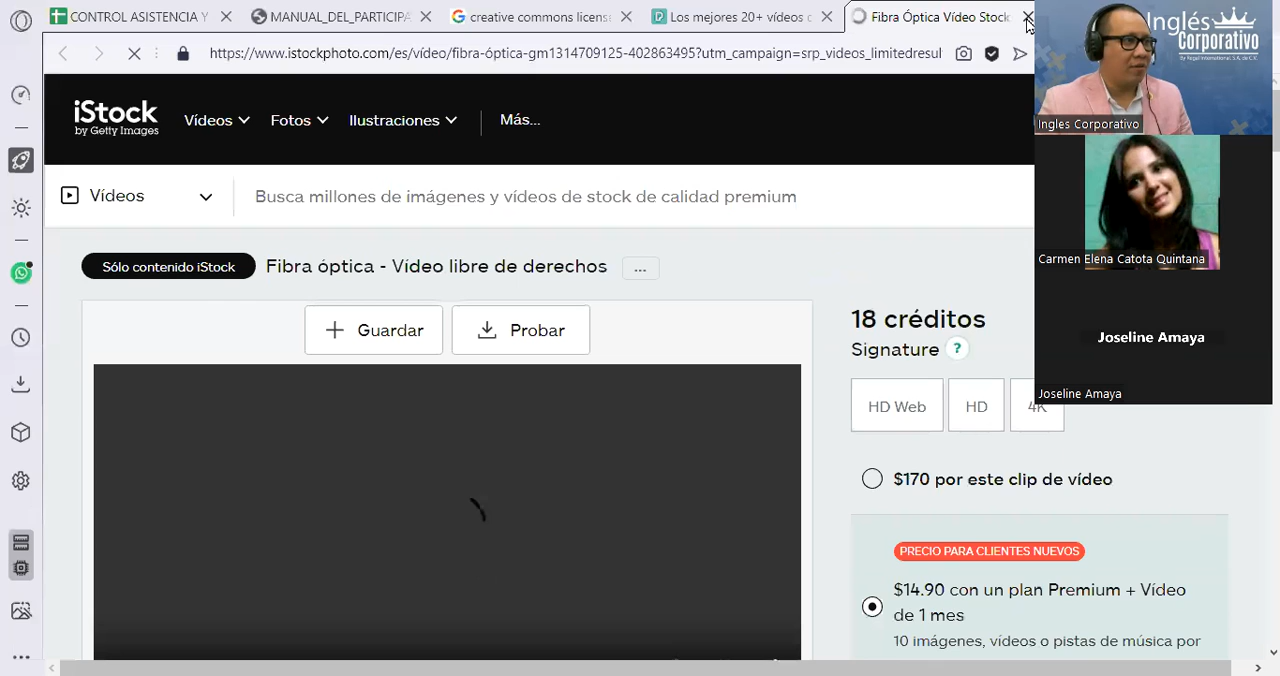 CONTROL ASISTENCIA Y
MANUAL_DEL_PARTICIPA
creative commons license
Los mejores 20+ vídeos d
Fibra Óptica Vídeo Stock
https://www.istockphoto.com/es/vídeo/fibra-óptica-gm1314709125-402863495?utm_campaign=srp_videos_limitedresul
Inglés
Corporativo
By Regal International, S.A. de C.V.
Ingles Corporativo
Carmen Elena Catota Quintana
Joseline Amaya
Joseline Amaya
iStock
by Getty Images
Vídeos
Fotos
Ilustraciones
Más...
Vídeos
Busca millones de imágenes y vídeos de stock de calidad premium
Sólo contenido iStock
Fibra óptica - Vídeo libre de derechos
...
Guardar
Probar
18 créditos
Signature ?
HD Web
HD
4K
$170 por este clip de vídeo
PRECIO PARA CLIENTES NUEVOS
$14.90 con un plan Premium + Vídeo
de 1 mes
10 imágenes, vídeos o pistas de música por